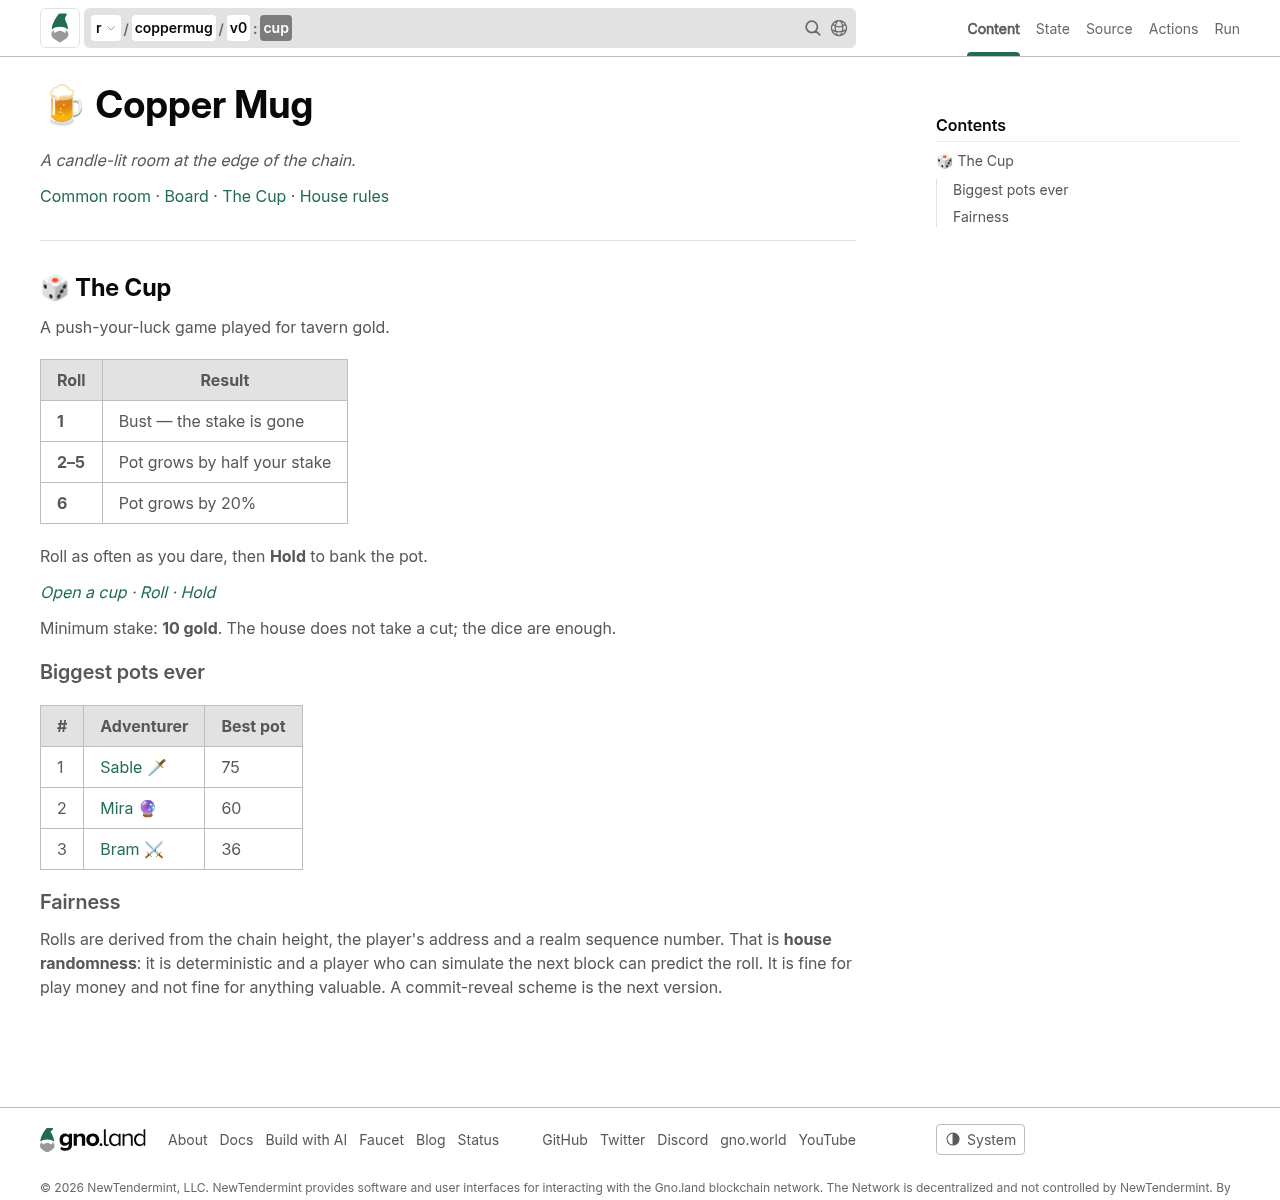 r / coppermug / v0 : cup
Content State Source Actions Run
Copper Mug
A candle-lit room at the edge of the chain.
Common room · Board · The Cup · House rules
Contents
The Cup
Biggest pots ever
Fairness
The Cup
A push-your-luck game played for tavern gold.
Roll Result
1 Bust — the stake is gone
2–5 Pot grows by half your stake
6 Pot grows by 20%
Roll as often as you dare, then Hold to bank the pot.
Open a cup · Roll · Hold
Minimum stake: 10 gold. The house does not take a cut; the dice are enough.
Biggest pots ever
# Adventurer Best pot
1 Sable 75
2 Mira 60
3 Bram 36
Fairness
Rolls are derived from the chain height, the player's address and a realm sequence number. That is house
randomness: it is deterministic and a player who can simulate the next block can predict the roll. It is fine for
play money and not fine for anything valuable. A commit-reveal scheme is the next version.
gno.land About Docs Build with AI Faucet Blog Status GitHub Twitter Discord gno.world YouTube System
© 2026 NewTendermint, LLC. NewTendermint provides software and user interfaces for interacting with the Gno.land blockchain network. The Network is decentralized and not controlled by NewTendermint. By